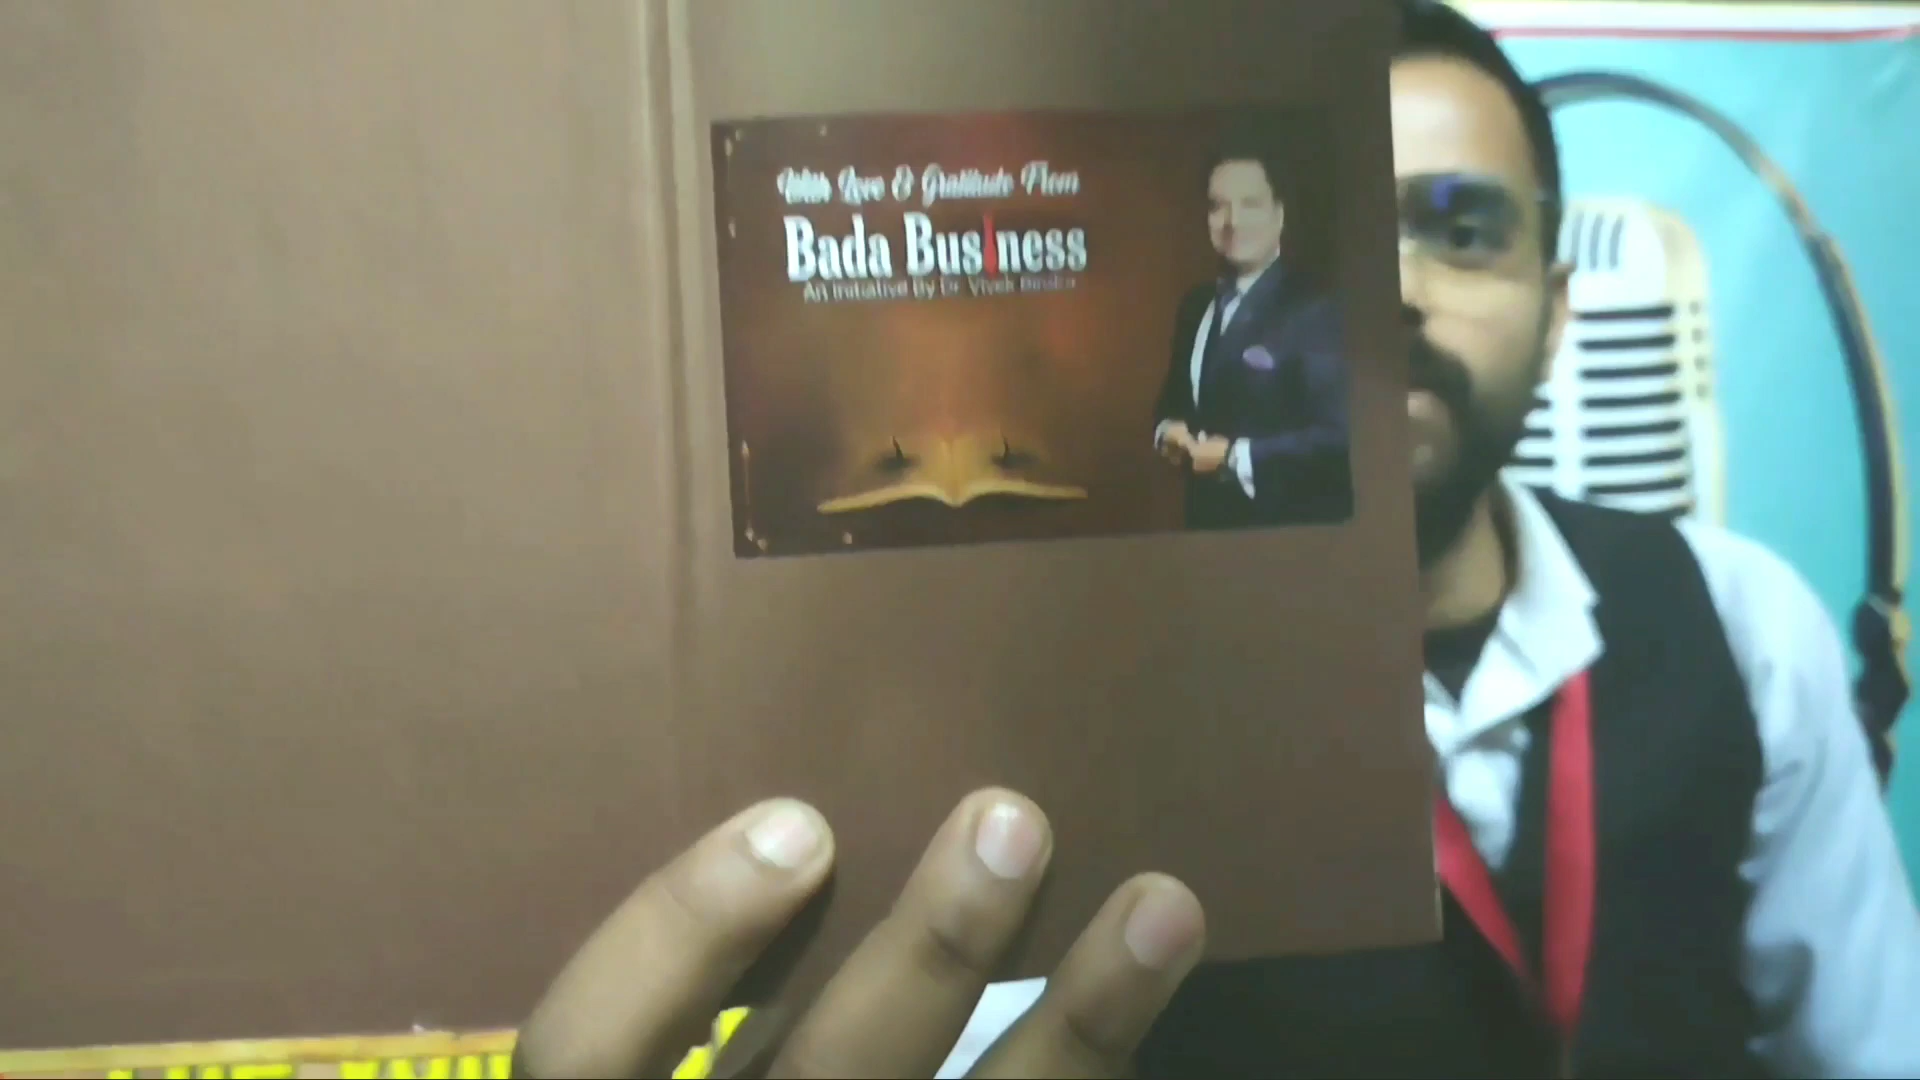 With Love & Gratitude From
Bada Business
An Initiative By Dr. Vivek Bindra